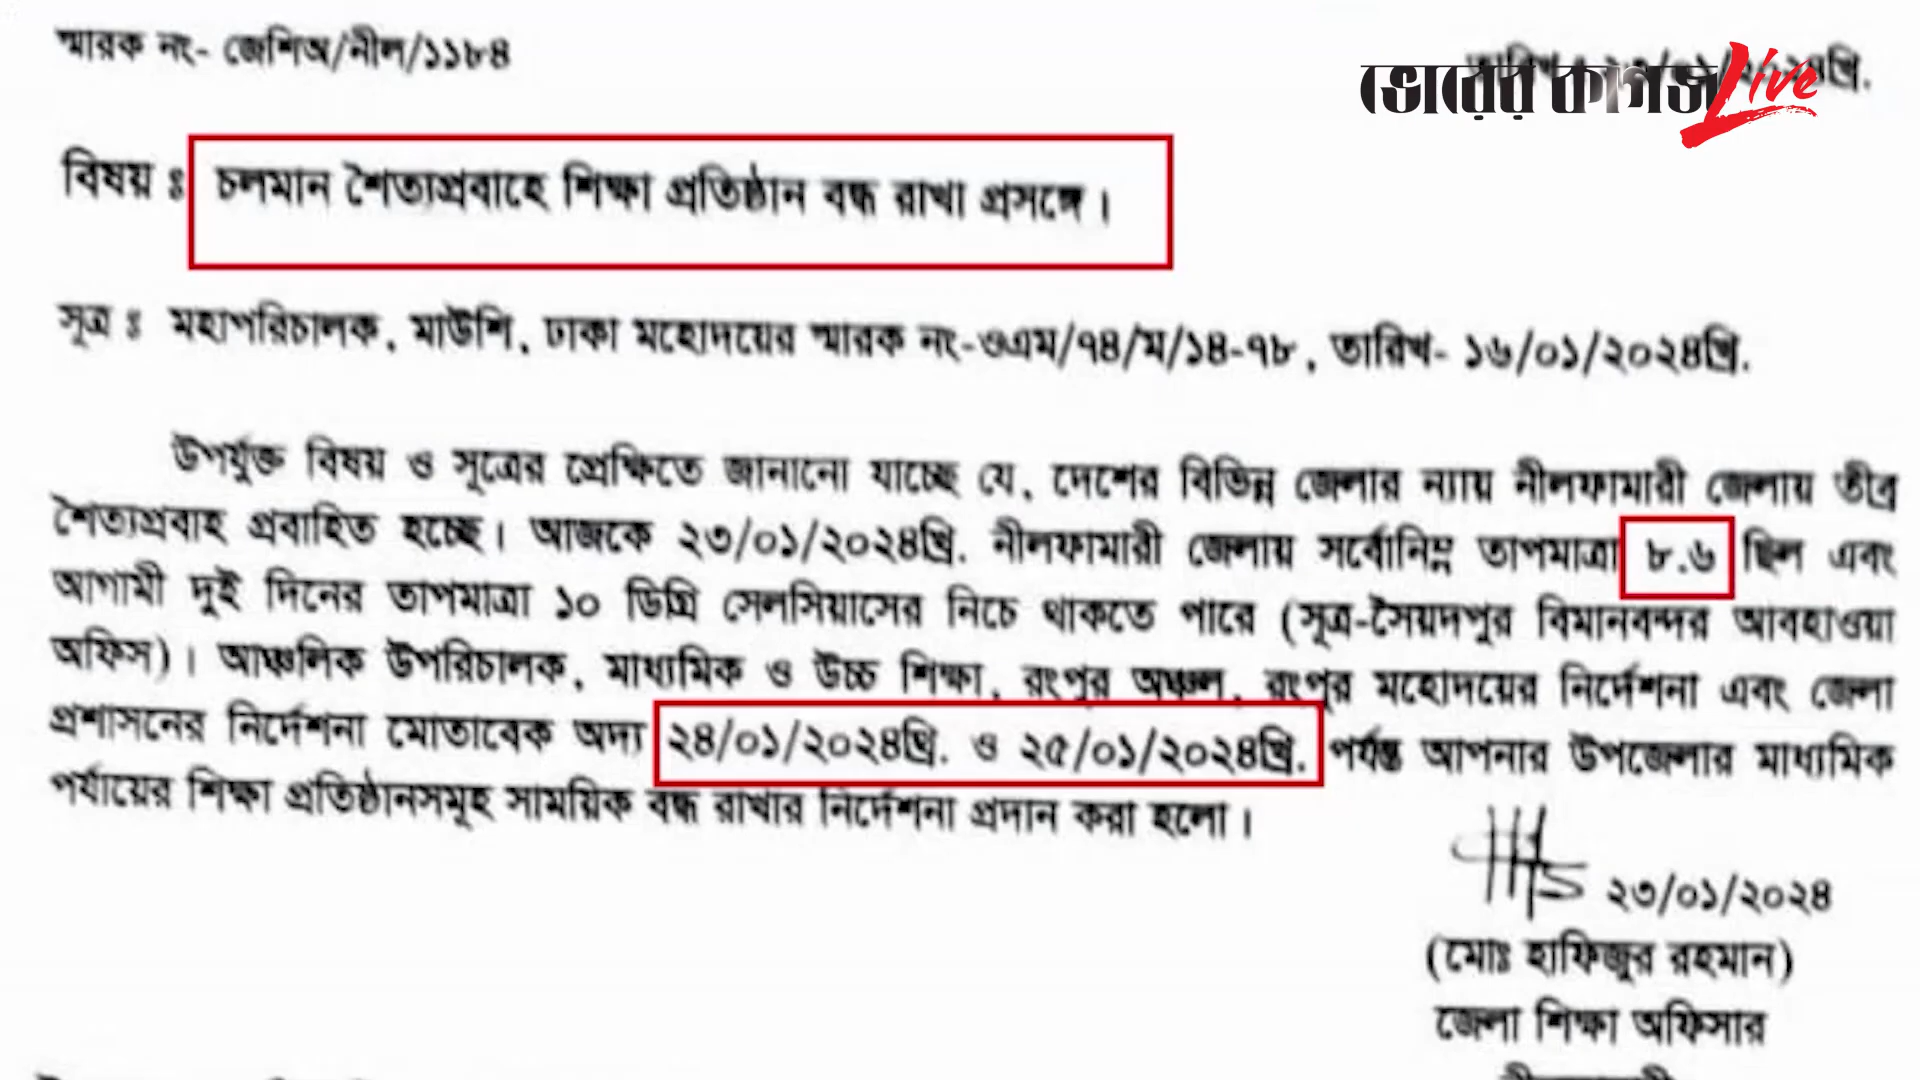 স্মারক নং- জেশিঅ/নীল/১১৮৪
ভোরের কাগজ Live
বিষয় ঃ চলমান শৈত্যপ্রবাহে শিক্ষা প্রতিষ্ঠান বন্ধ রাখা প্রসঙ্গে।
সূত্র ঃ মহাপরিচালক, মাউশি, ঢাকা মহোদয়ের স্মারক নং-ওএম/৭৪/ম/১৪-৭৮, তারিখ- ১৬/০১/২০২৪খ্রি.
উপর্যুক্ত বিষয় ও সূত্রের প্রেক্ষিতে জানানো যাচ্ছে যে, দেশের বিভিন্ন জেলার ন্যায় নীলফামারী জেলায় তীব্র
শৈত্যপ্রবাহ প্রবাহিত হচ্ছে। আজকে ২৩/০১/২০২৪খ্রি. নীলফামারী জেলায় সর্বোনিম্ন তাপমাত্রা ৮.৬ ছিল এবং
আগামী দুই দিনের তাপমাত্রা ১০ ডিগ্রি সেলসিয়াসের নিচে থাকতে পারে (সূত্র-সৈয়দপুর বিমানবন্দর আবহাওয়া
অফিস)। আঞ্চলিক উপরিচালক, মাধ্যমিক ও উচ্চ শিক্ষা, রংপুর অঞ্চল, রংপুর মহোদয়ের নির্দেশনা এবং জেলা
প্রশাসনের নির্দেশনা মোতাবেক অদ্য ২৪/০১/২০২৪খ্রি. ও ২৫/০১/২০২৪খ্রি. পর্যন্ত আপনার উপজেলার মাধ্যমিক
পর্যায়ের শিক্ষা প্রতিষ্ঠানসমূহ সাময়িক বন্ধ রাখার নির্দেশনা প্রদান করা হলো।
২৩/০১/২০২৪
(মোঃ হাফিজুর রহমান)
জেলা শিক্ষা অফিসার